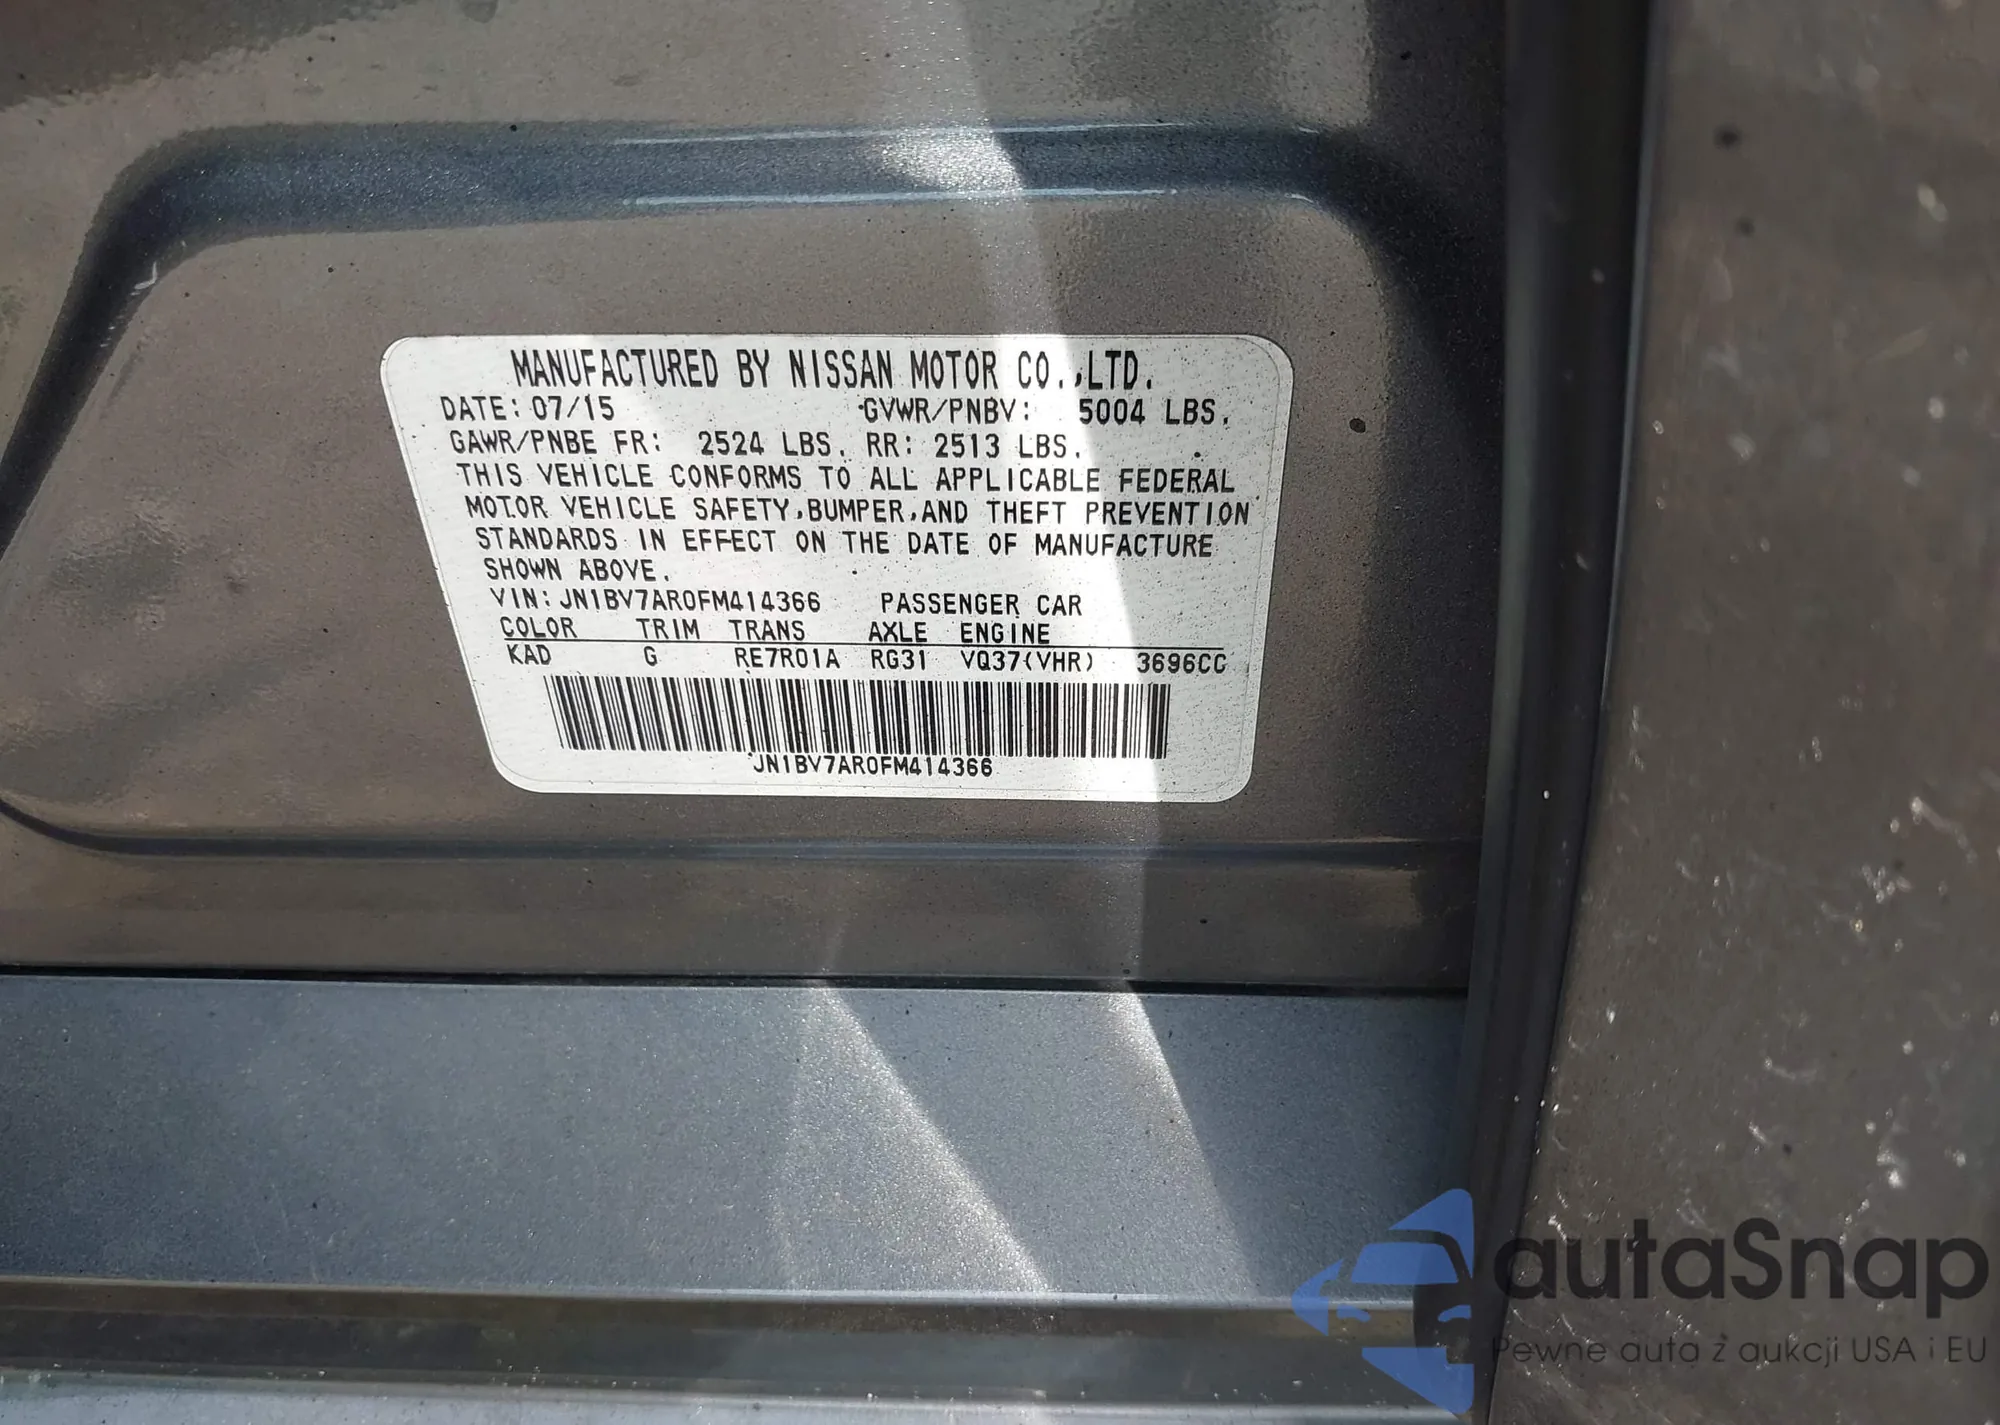 MANUFACTURED BY NISSAN MOTOR CO.,LTD.
DATE: 07/15 GVWR/PNBV: 5004 LBS.
GAWR/PNBE FR: 2524 LBS. RR: 2513 LBS.
THIS VEHICLE CONFORMS TO ALL APPLICABLE FEDERAL
MOTOR VEHICLE SAFETY,BUMPER,AND THEFT PREVENTION
STANDARDS IN EFFECT ON THE DATE OF MANUFACTURE
SHOWN ABOVE.
VIN: JN1BV7AR0FM414366 PASSENGER CAR
COLOR TRIM TRANS AXLE ENGINE
KAD G RE7R01A RG31 VQ37(VHR) 3696CC
JN1BV7AR0FM414366
autaSnap
Pewne auta z aukcji USA i EU